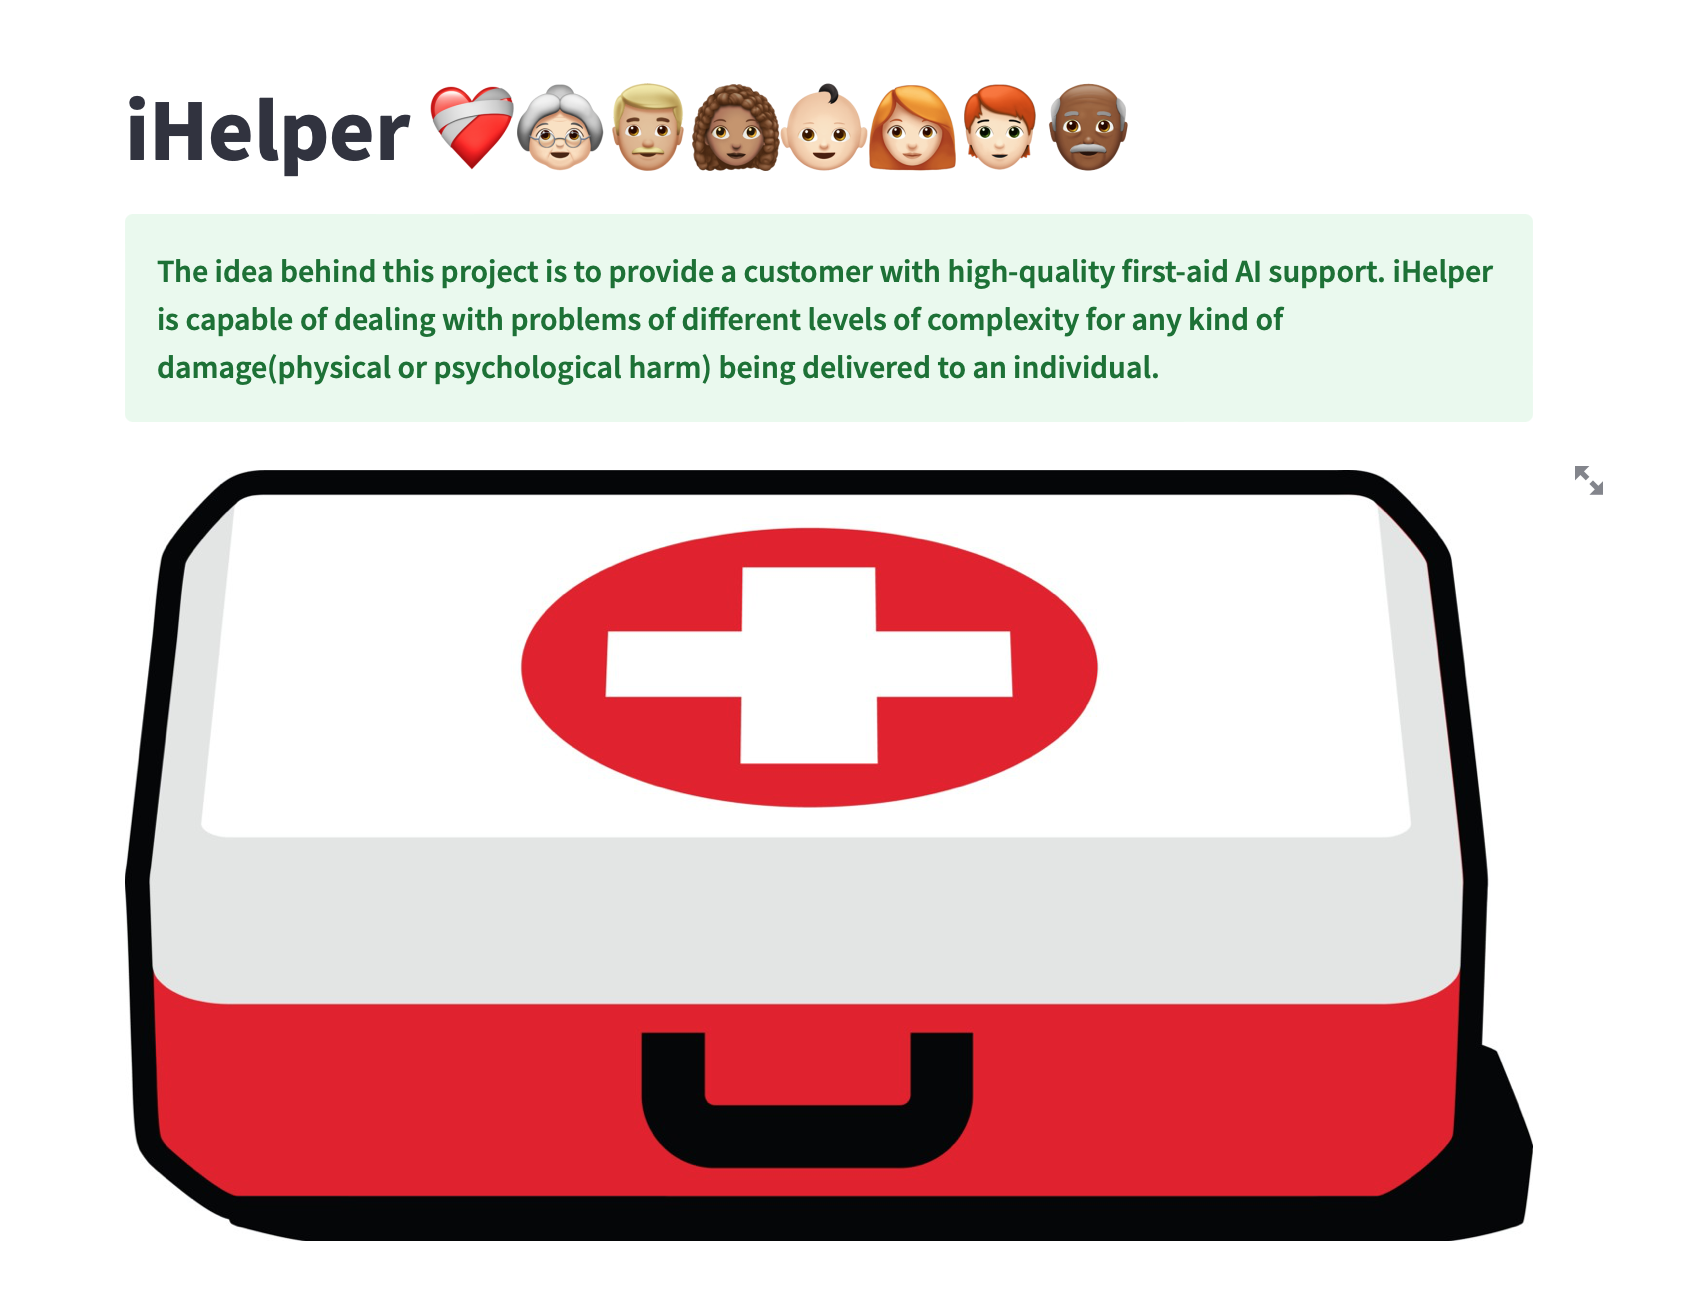 iHelper ❤️‍🩹👵🏻👨🏼👩🏽‍🦱👶🏻👩🏻‍🦰🧑🏻‍🦰👴🏾
The idea behind this project is to provide a customer with high-quality first-aid AI support. iHelper
is capable of dealing with problems of different levels of complexity for any kind of
damage(physical or psychological harm) being delivered to an individual.